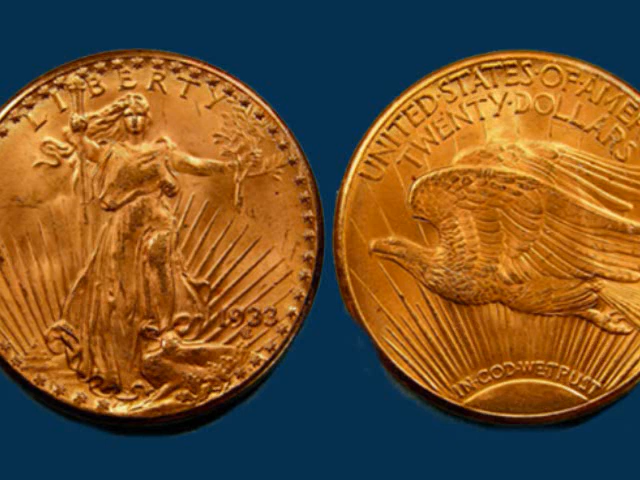 LIBERTY
1933
UNITED·STATES·OF·AME
TWENTY·DOLLARS
IN·GOD·WE·TRUST